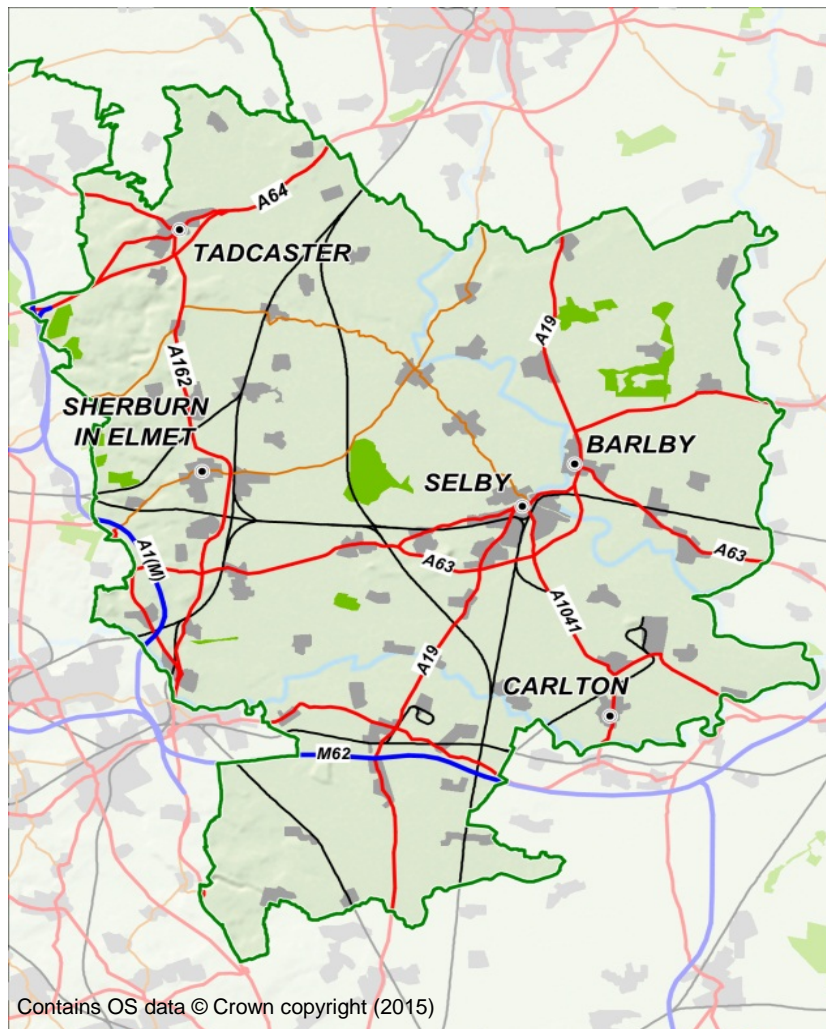 A64
TADCASTER
A19
A162
SHERBURN
IN ELMET
BARLBY
SELBY
A1(M)
A63
A63
A1041
A19
CARLTON
M62
Contains OS data © Crown copyright (2015)